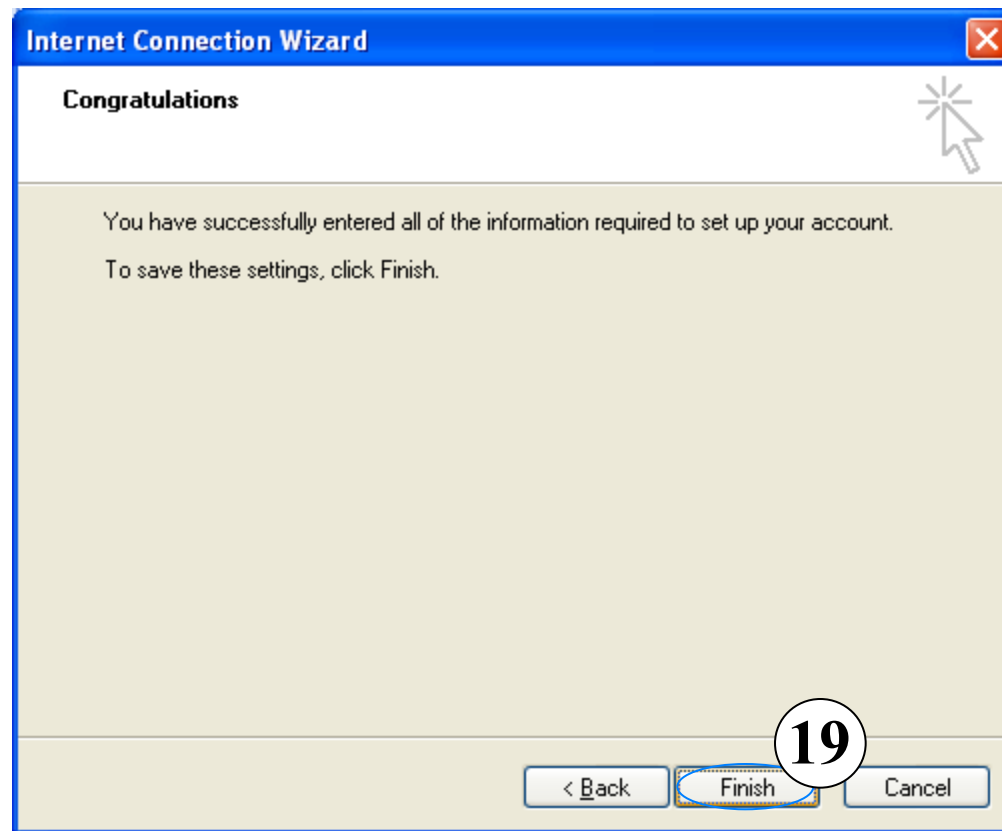 Internet Connection Wizard
Congratulations
You have successfully entered all of the information required to set up your account.
To save these settings, click Finish.
19
< Back Finish Cancel